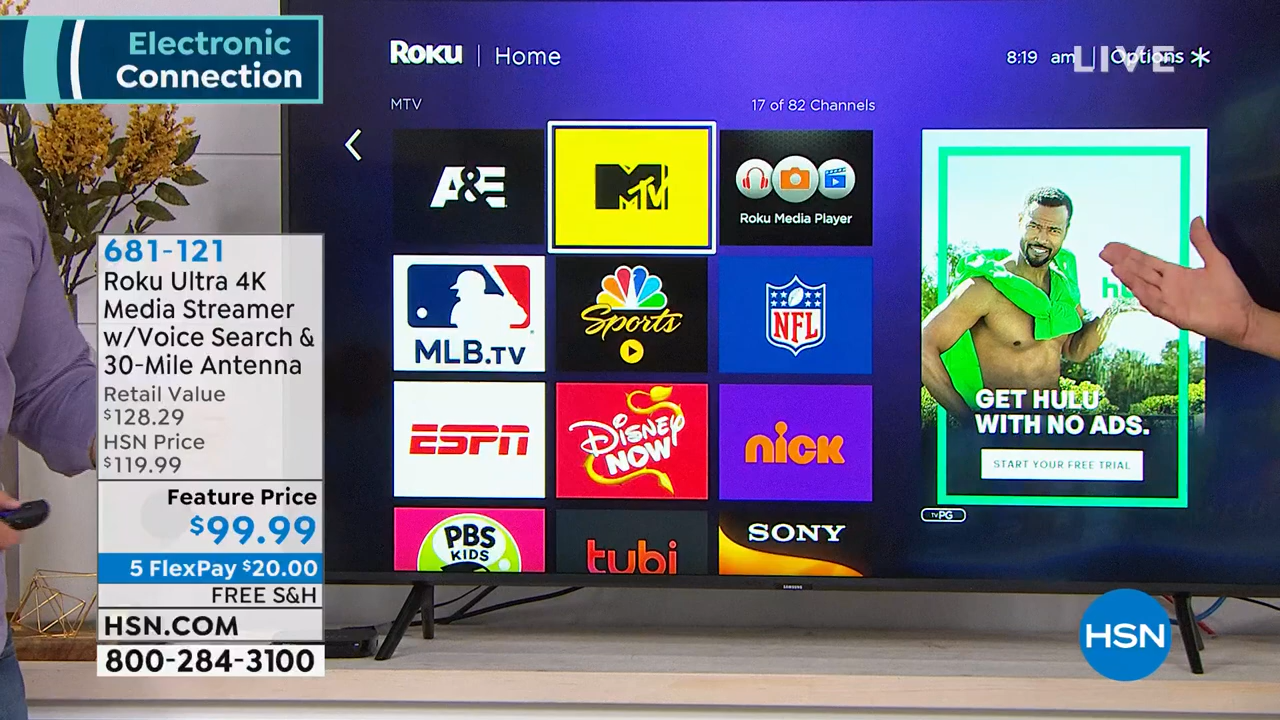 Electronic
Connection
681-121
Roku Ultra 4K
Media Streamer
w/Voice Search &
30-Mile Antenna
Retail Value
$128.29
HSN Price
$119.99
Feature Price
$99.99
5 FlexPay $20.00
FREE S&H
HSN.COM
800-284-3100
ROKU | Home
8:19 am | Options
LIVE
MTV
17 of 82 Channels
A&E
MTV
Roku Media Player
MLB.TV
Sports
NFL
ESPN
DISNEY NOW
nick
PBS
KIDS
tubi
SONY
GET HULU
WITH NO ADS.
START YOUR FREE TRIAL
TVPG
SAMSUNG
HSN